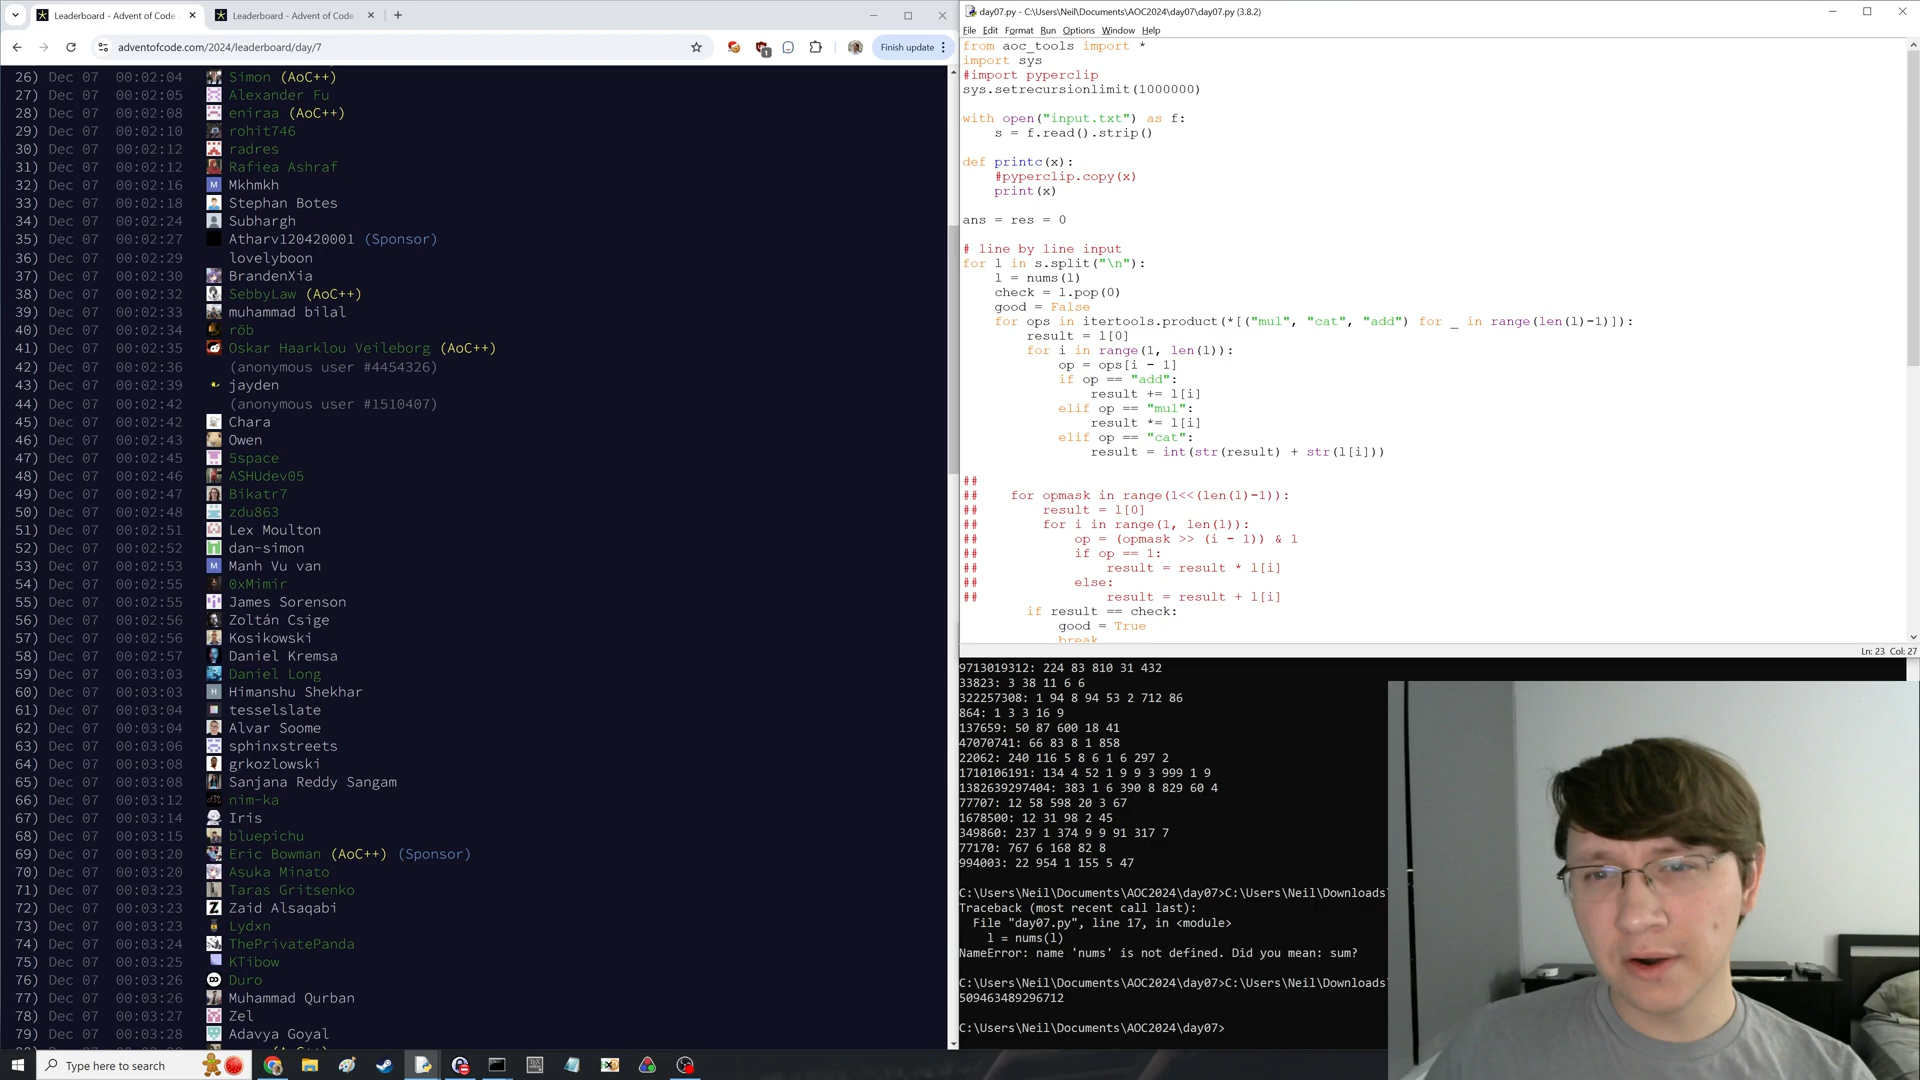 Leaderboard - Advent of Code
Leaderboard - Advent of Code
adventofcode.com/2024/leaderboard/day/7
Finish update
26) Dec 07 00:02:04 Simon (AoC++)
27) Dec 07 00:02:05 Alexander Fu
28) Dec 07 00:02:08 eniraa (AoC++)
29) Dec 07 00:02:10 rohit746
30) Dec 07 00:02:12 radres
31) Dec 07 00:02:12 Rafiea Ashraf
32) Dec 07 00:02:16 Mkhmkh
33) Dec 07 00:02:18 Stephan Botes
34) Dec 07 00:02:24 Subhargh
35) Dec 07 00:02:27 Atharv120420001 (Sponsor)
36) Dec 07 00:02:29 lovelyboon
37) Dec 07 00:02:30 BrandenXia
38) Dec 07 00:02:32 SebbyLaw (AoC++)
39) Dec 07 00:02:33 muhammad bilal
40) Dec 07 00:02:34 röb
41) Dec 07 00:02:35 Oskar Haarklou Veileborg (AoC++)
42) Dec 07 00:02:36 (anonymous user #4454326)
43) Dec 07 00:02:39 jayden
44) Dec 07 00:02:42 (anonymous user #1510407)
45) Dec 07 00:02:42 Chara
46) Dec 07 00:02:43 Owen
47) Dec 07 00:02:45 5space
48) Dec 07 00:02:46 ASHUdev05
49) Dec 07 00:02:47 Bikatr7
50) Dec 07 00:02:48 zdu863
51) Dec 07 00:02:51 Lex Moulton
52) Dec 07 00:02:52 dan-simon
53) Dec 07 00:02:53 Manh Vu van
54) Dec 07 00:02:55 0xMimir
55) Dec 07 00:02:55 James Sorenson
56) Dec 07 00:02:56 Zoltán Csige
57) Dec 07 00:02:56 Kosikowski
58) Dec 07 00:02:57 Daniel Kremsa
59) Dec 07 00:03:03 Daniel Long
60) Dec 07 00:03:03 Himanshu Shekhar
61) Dec 07 00:03:04 tesselslate
62) Dec 07 00:03:04 Alvar Soome
63) Dec 07 00:03:06 sphinxstreets
64) Dec 07 00:03:08 grkozlowski
65) Dec 07 00:03:08 Sanjana Reddy Sangam
66) Dec 07 00:03:12 nim-ka
67) Dec 07 00:03:14 Iris
68) Dec 07 00:03:15 bluepichu
69) Dec 07 00:03:20 Eric Bowman (AoC++) (Sponsor)
70) Dec 07 00:03:20 Asuka Minato
71) Dec 07 00:03:23 Taras Gritsenko
72) Dec 07 00:03:23 Zaid Alsaqabi
73) Dec 07 00:03:23 Lydxn
74) Dec 07 00:03:24 ThePrivatePanda
75) Dec 07 00:03:26 KTibow
76) Dec 07 00:03:26 Duro
77) Dec 07 00:03:26 Muhammad Qurban
78) Dec 07 00:03:27 Zel
79) Dec 07 00:03:28 Adavya Goyal
Type here to search
day07.py - C:\Users\Neil\Documents\AOC2024\day07\day07.py (3.8.2)
File Edit Format Run Options Window Help
from aoc_tools import *
import sys
#import pyperclip
sys.setrecursionlimit(1000000)
with open("input.txt") as f:
    s = f.read().strip()
def printc(x):
    #pyperclip.copy(x)
    print(x)
ans = res = 0
# line by line input
for l in s.split("\n"):
    l = nums(l)
    check = l.pop(0)
    good = False
    for ops in itertools.product(*[("mul", "cat", "add") for _ in range(len(l)-1)]):
        result = l[0]
        for i in range(1, len(l)):
            op = ops[i - 1]
            if op == "add":
                result += l[i]
            elif op == "mul":
                result *= l[i]
            elif op == "cat":
                result = int(str(result) + str(l[i]))
##
##    for opmask in range(1<<(len(l)-1)):
##        result = l[0]
##        for i in range(1, len(l)):
##            op = (opmask >> (i - 1)) & 1
##            if op == 1:
##                result = result * l[i]
##            else:
##                result = result + l[i]
        if result == check:
            good = True
            break
Ln: 23 Col: 27
9713019312: 224 83 810 31 432
33823: 3 38 11 6 6
322257308: 1 94 8 94 53 2 712 86
864: 1 3 3 16 9
137659: 50 87 600 18 41
47070741: 66 83 8 1 858
22062: 240 116 5 8 6 1 6 297 2
1710106191: 134 4 52 1 9 9 3 999 1 9
1382639297404: 383 1 6 390 8 829 60 4
77707: 12 58 598 20 3 67
1678500: 12 31 98 2 45
349860: 237 1 374 9 9 91 317 7
77170: 767 6 168 82 8
994003: 22 954 1 155 5 47
C:\Users\Neil\Documents\AOC2024\day07>C:\Users\Neil\Downloads
Traceback (most recent call last):
  File "day07.py", line 17, in <module>
    l = nums(l)
NameError: name 'nums' is not defined. Did you mean: sum?
C:\Users\Neil\Documents\AOC2024\day07>C:\Users\Neil\Downloads
509463489296712
C:\Users\Neil\Documents\AOC2024\day07>